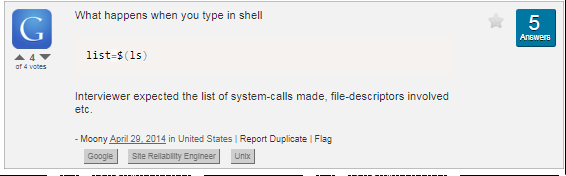 What happens when you type in shell
G
5
Answers
4
of 4 votes
list=$(ls)
Interviewer expected the list of system-calls made, file-descriptors involved
etc.
- Moony April 29, 2014 in United States | Report Duplicate | Flag
Google Site Reliability Engineer Unix